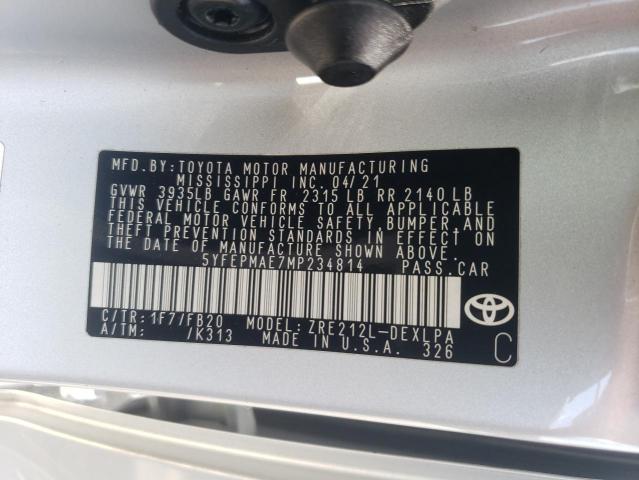 MFD.BY:TOYOTA MOTOR MANUFACTURING
MISSISSIPPI INC. 04/21
GVWR 3935LB GAWR FR 2315 LB RR 2140 LB
THIS VEHICLE CONFORMS TO ALL APPLICABLE
FEDERAL MOTOR VEHICLE SAFETY, BUMPER, AND
THEFT PREVENTION STANDARDS IN EFFECT ON
THE DATE OF MANUFACTURE SHOWN ABOVE.
5YFEPMAE7MP234814 PASS.CAR
C/TR:1F7/FB20 MODEL:ZRE212L-DEXLPA
A/TM: /K313 MADE IN U.S.A. 326
TOYOTA
C